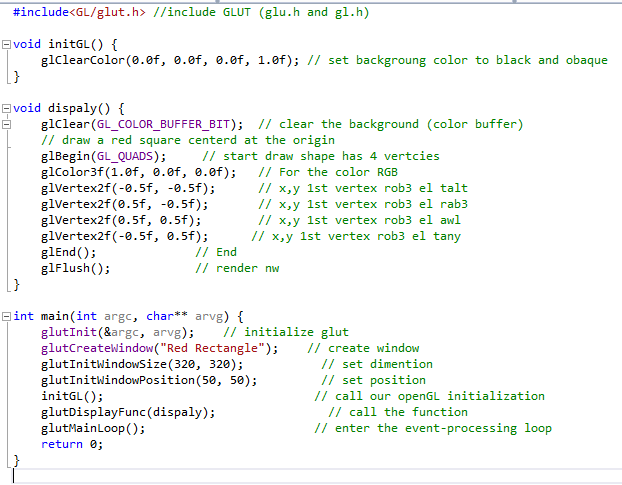 #include<GL/glut.h> //include GLUT (glu.h and gl.h)
void initGL() {
glClearColor(0.0f, 0.0f, 0.0f, 1.0f); // set backgroung color to black and obaque
}
void dispaly() {
glClear(GL_COLOR_BUFFER_BIT); // clear the background (color buffer)
// draw a red square centerd at the origin
glBegin(GL_QUADS); // start draw shape has 4 vertcies
glColor3f(1.0f, 0.0f, 0.0f); // For the color RGB
glVertex2f(-0.5f, -0.5f); // x,y 1st vertex rob3 el talt
glVertex2f(0.5f, -0.5f); // x,y 1st vertex rob3 el rab3
glVertex2f(0.5f, 0.5f); // x,y 1st vertex rob3 el awl
glVertex2f(-0.5f, 0.5f); // x,y 1st vertex rob3 el tany
glEnd(); // End
glFlush(); // render nw
}
int main(int argc, char** arvg) {
glutInit(&argc, arvg); // initialize glut
glutCreateWindow("Red Rectangle"); // create window
glutInitWindowSize(320, 320); // set dimention
glutInitWindowPosition(50, 50); // set position
initGL(); // call our openGL initialization
glutDisplayFunc(dispaly); // call the function
glutMainLoop(); // enter the event-processing loop
return 0;
}